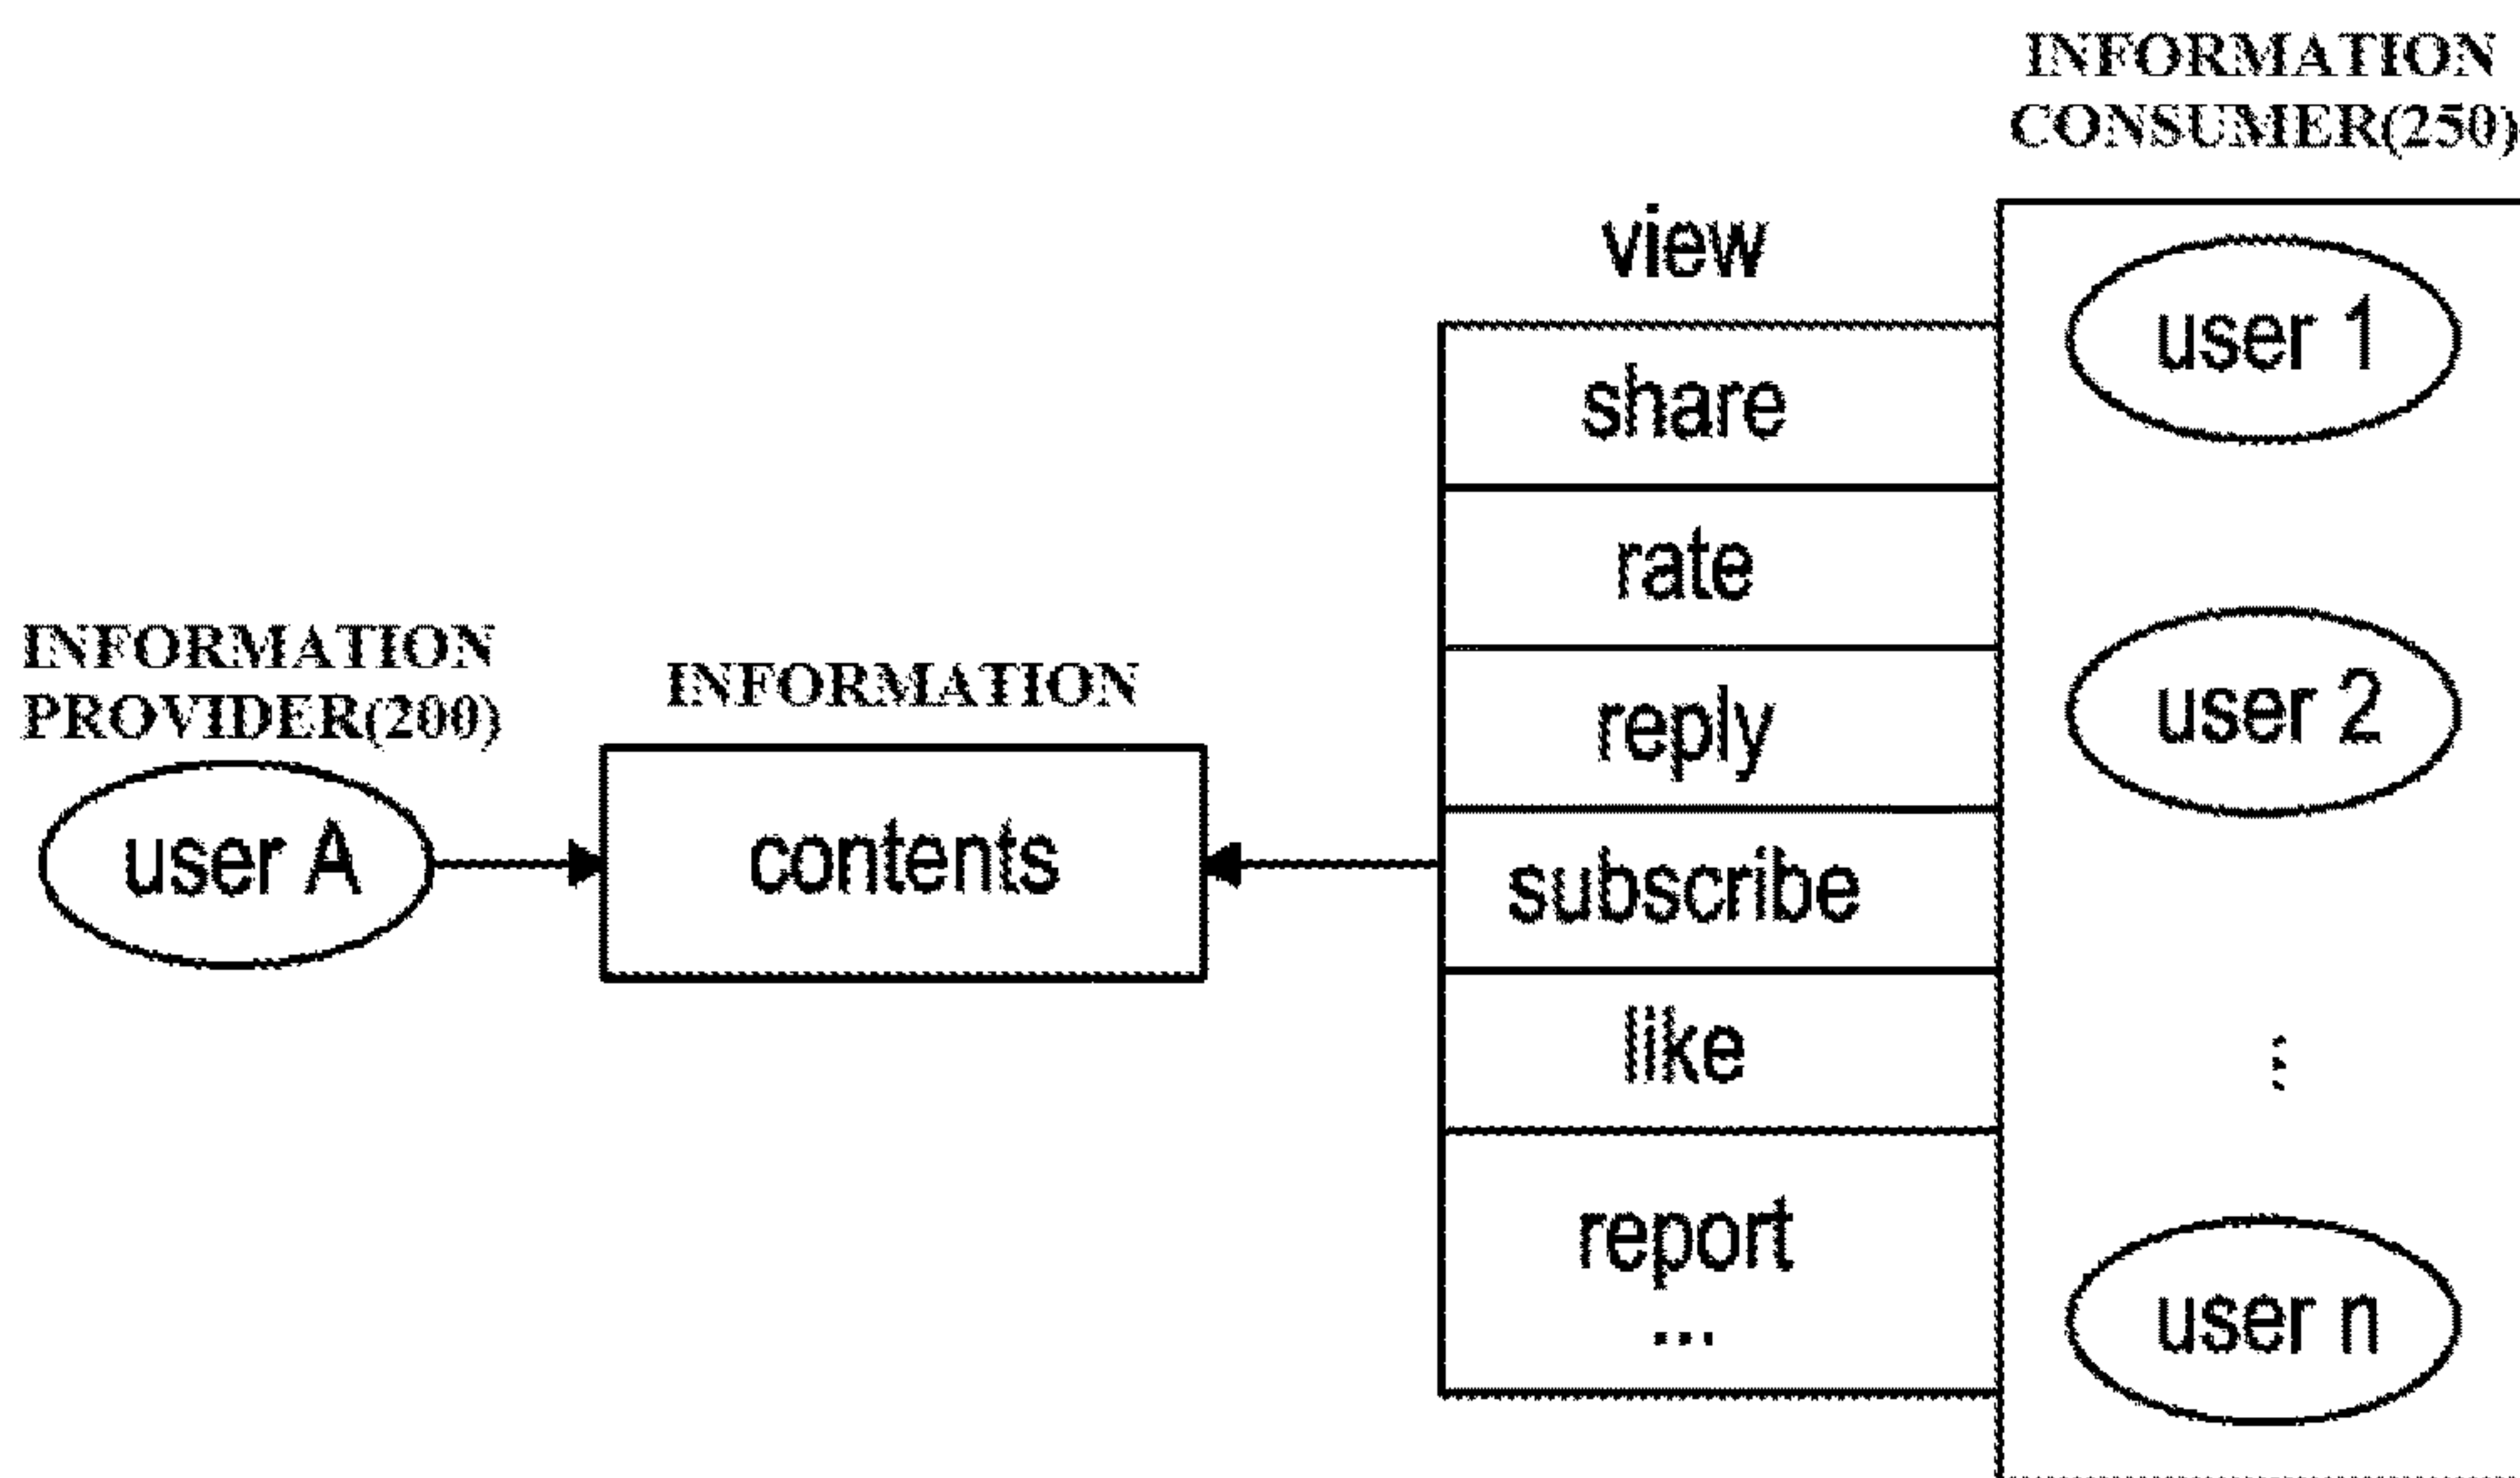 INFORMATION
PROVIDER(200)
user A
INFORMATION
contents
view
share
rate
reply
subscribe
like
report
...
INFORMATION
CONSUMER(250)
user 1
user 2
⋮
user n